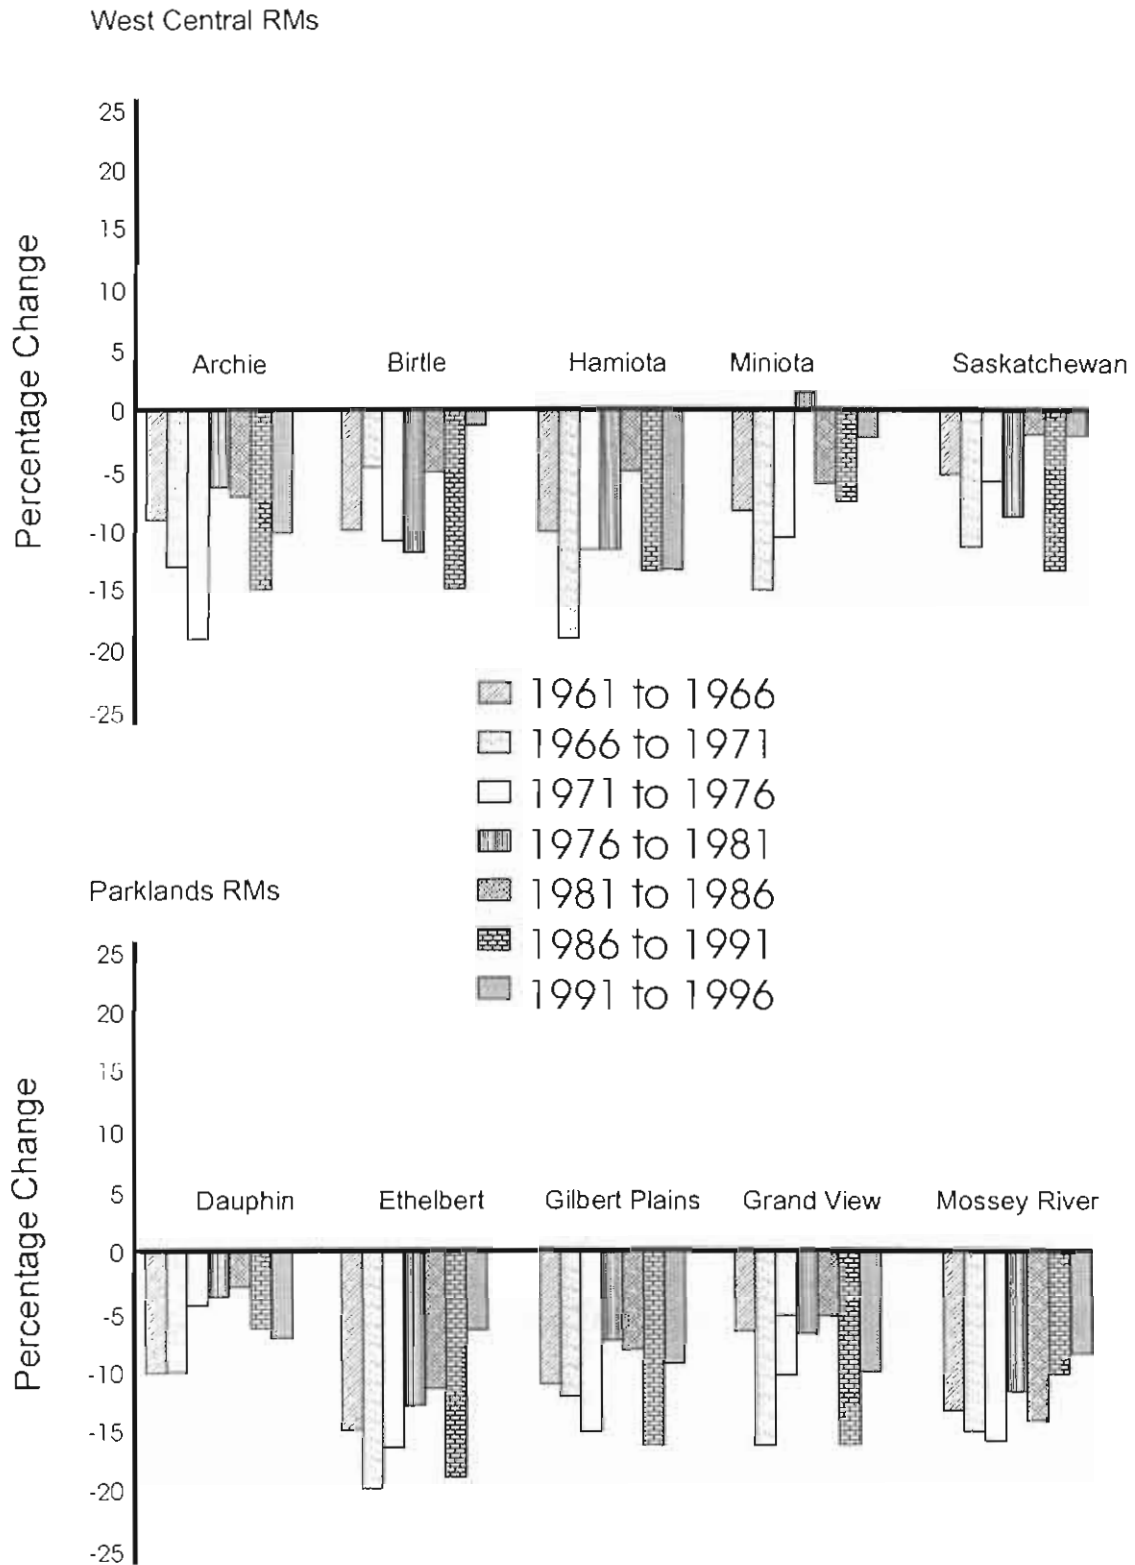 West Central RMs
Percentage Change
25
20
15
10
5
0
-5
-10
-15
-20
-25
Archie Birtle Hamiota Miniota Saskatchewan
1961 to 1966
1966 to 1971
1971 to 1976
1976 to 1981
1981 to 1986
1986 to 1991
1991 to 1996
Parklands RMs
Percentage Change
25
20
15
10
5
0
-5
-10
-15
-20
-25
Dauphin Ethelbert Gilbert Plains Grand View Mossey River